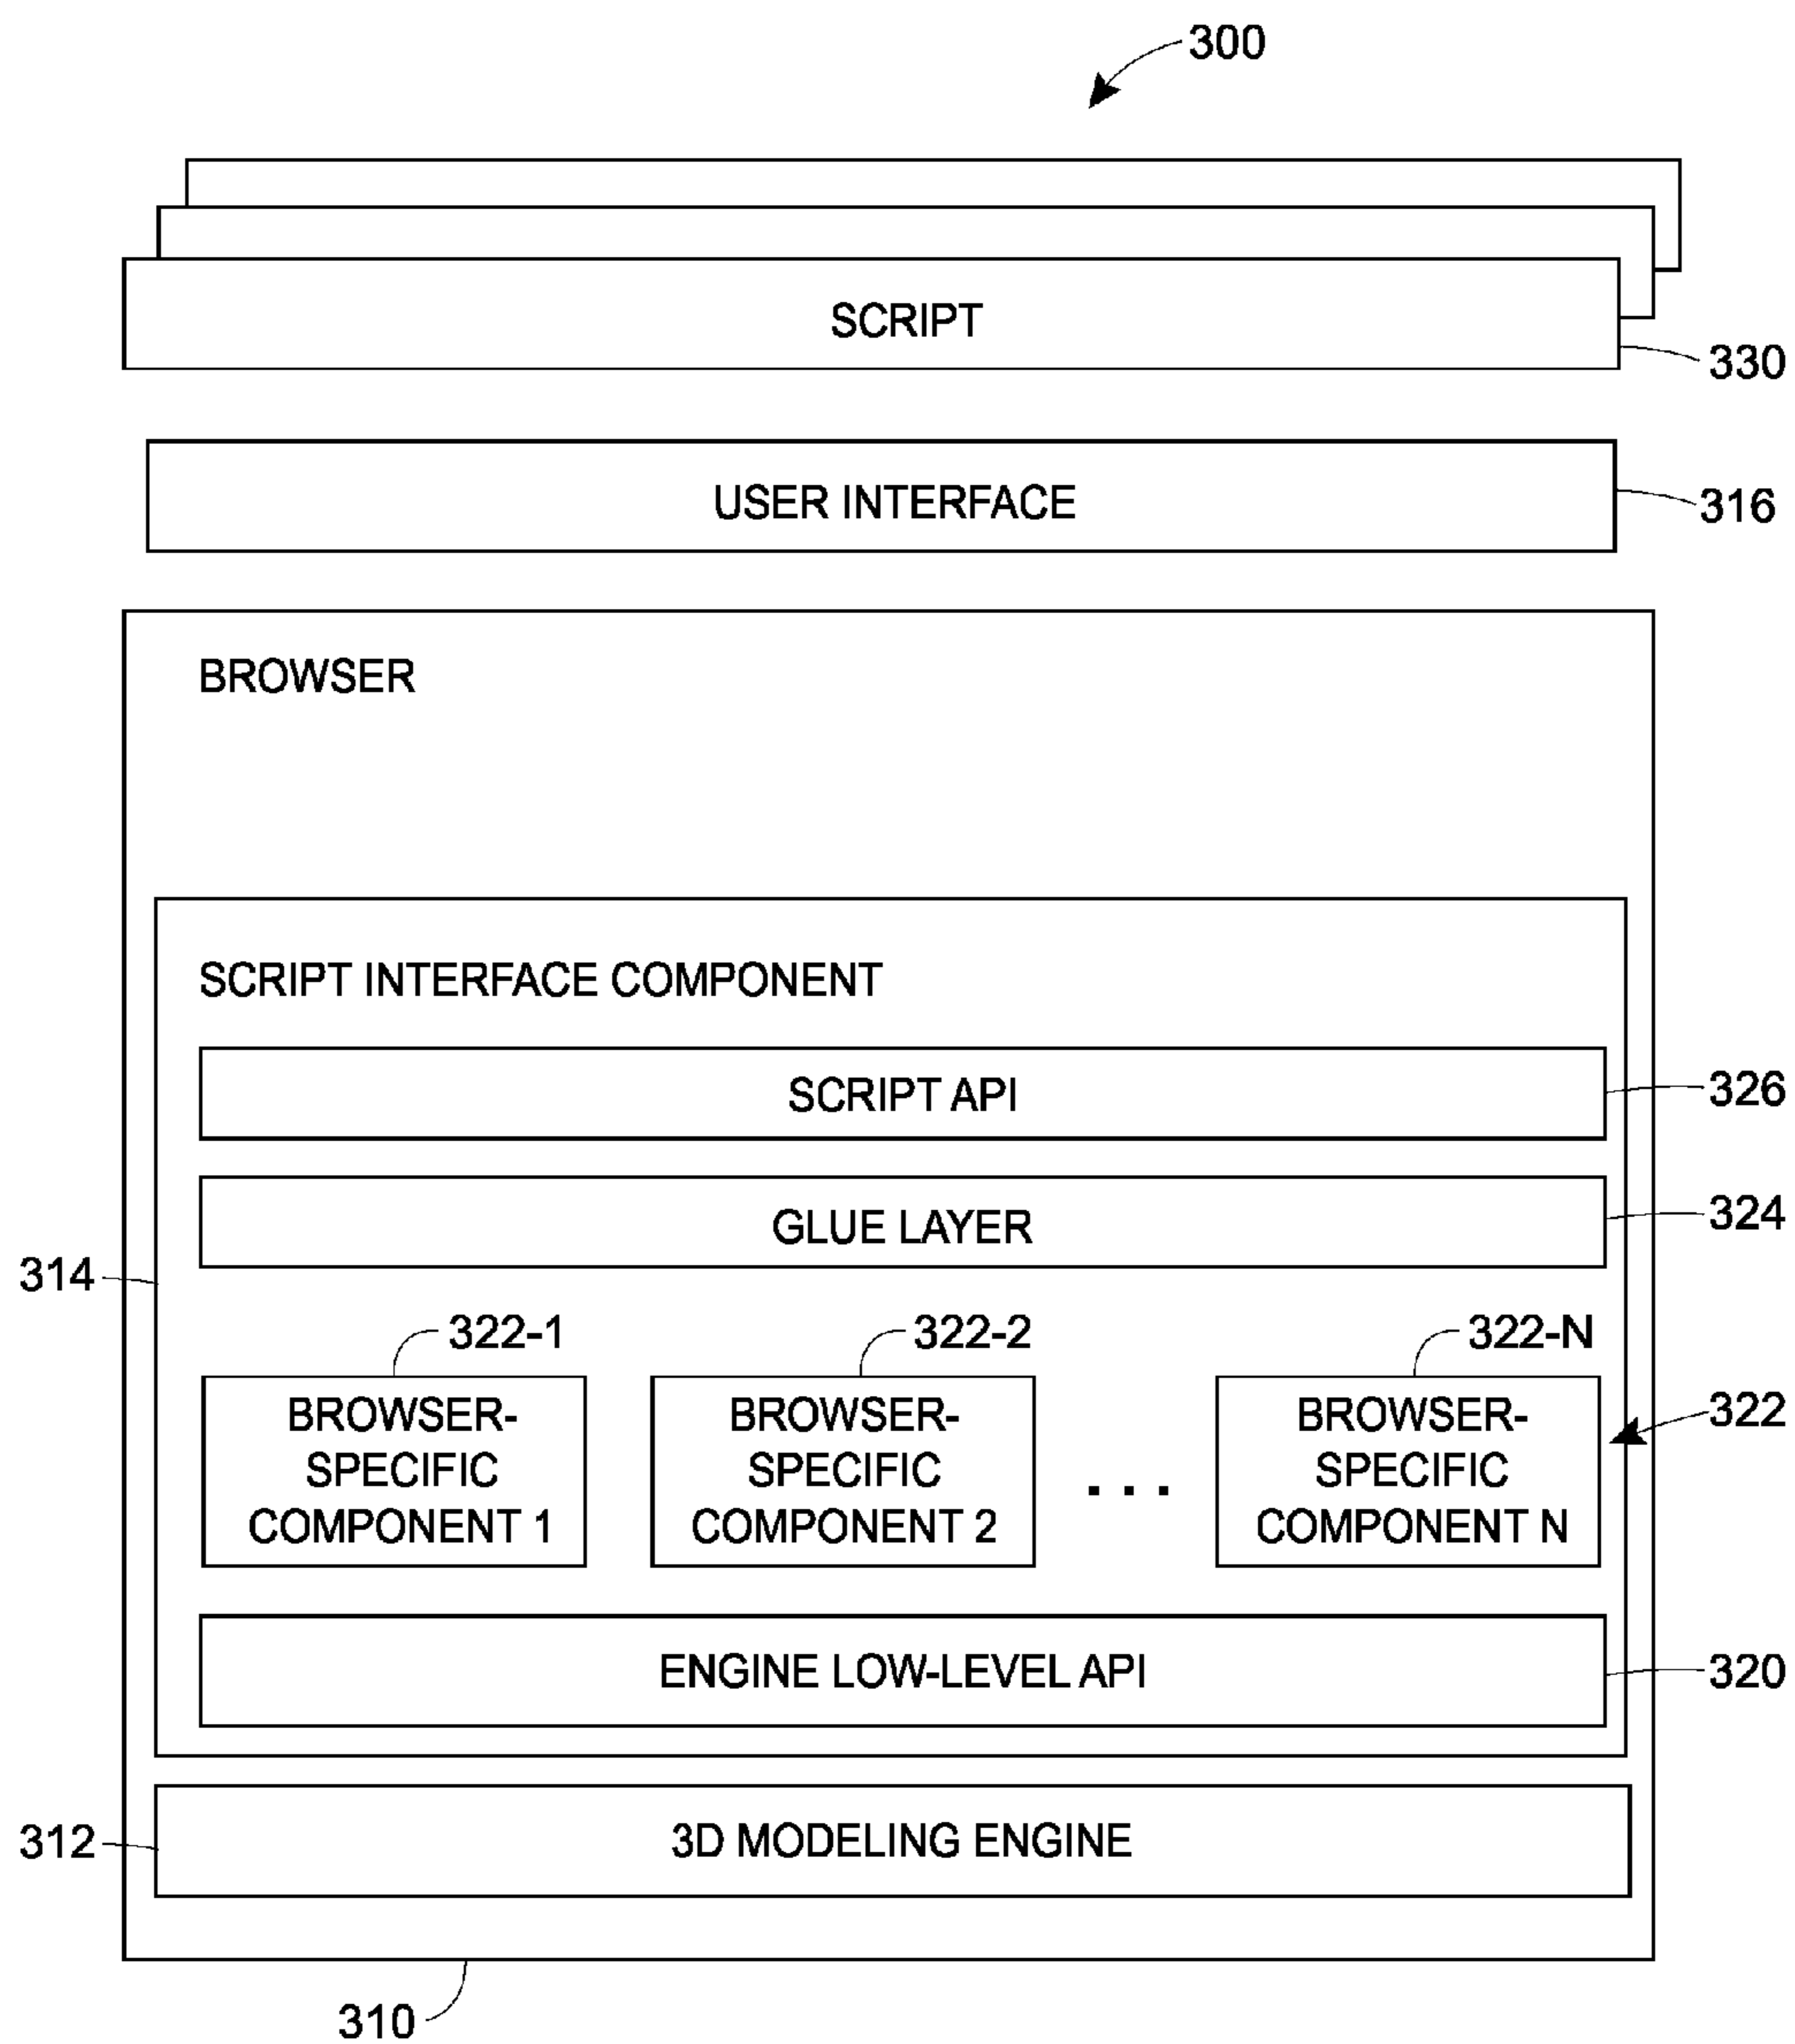 300
SCRIPT
330
USER INTERFACE
316
BROWSER
SCRIPT INTERFACE COMPONENT
SCRIPT API
326
GLUE LAYER
324
314
322-1
322-2
322-N
BROWSER-
SPECIFIC
COMPONENT 1
BROWSER-
SPECIFIC
COMPONENT 2
. . .
BROWSER-
SPECIFIC
COMPONENT N
322
ENGINE LOW-LEVEL API
320
312
3D MODELING ENGINE
310